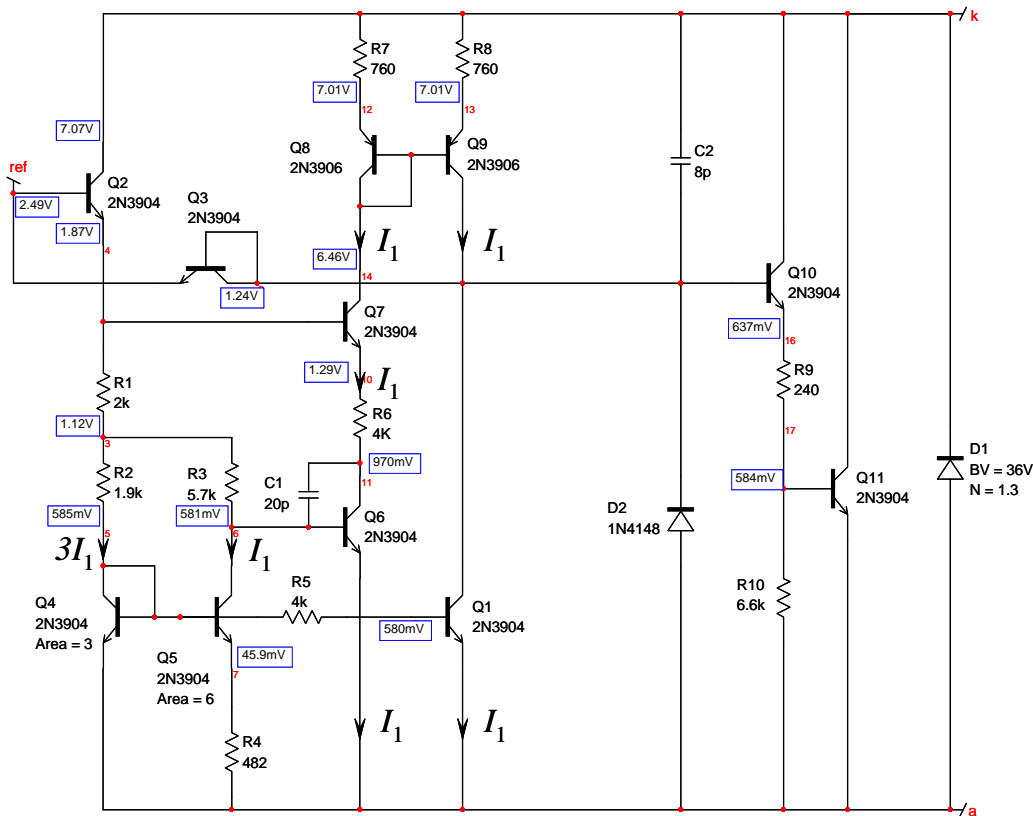 k
R7
760
R8
760
7.01V
7.01V
12
13
7.07V
Q8
2N3906
Q9
2N3906
C2
8p
ref
Q2
2N3904
Q3
2N3904
2.49V
1.87V
4
I1
I1
6.46V
14
Q10
2N3904
1.24V
Q7
2N3904
637mV
16
1.29V
10
I1
R9
240
R1
2k
R6
4K
1.12V
3
17
R2
1.9k
R3
5.7k
C1
20p
970mV
11
584mV
Q11
2N3904
D1
BV = 36V
N = 1.3
585mV
5
581mV
6
Q6
2N3904
D2
1N4148
3I1
I1
R5
4k
R10
6.6k
Q4
2N3904
Area = 3
580mV
Q1
2N3904
Q5
2N3904
Area = 6
45.9mV
7
I1
I1
R4
482
a